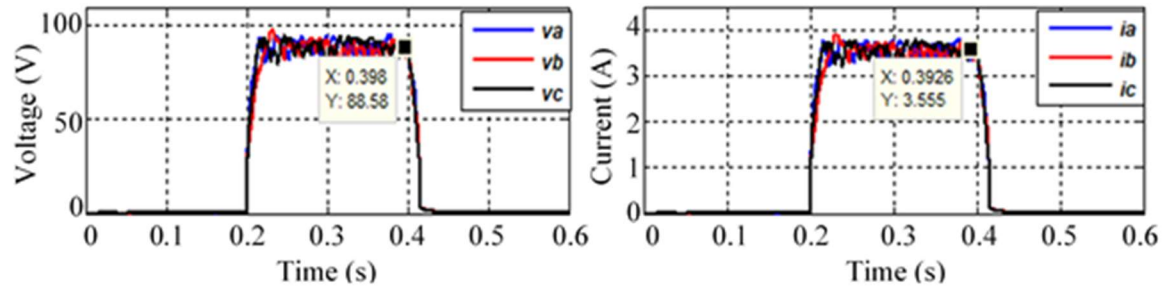 Voltage (V)
100
50
0
va
vb
vc
X: 0.398
Y: 88.58
0 0.1 0.2 0.3 0.4 0.5 0.6
Time (s)
Current (A)
4
3
2
1
0
ia
ib
ic
X: 0.3926
Y: 3.555
0 0.1 0.2 0.3 0.4 0.5 0.6
Time (s)